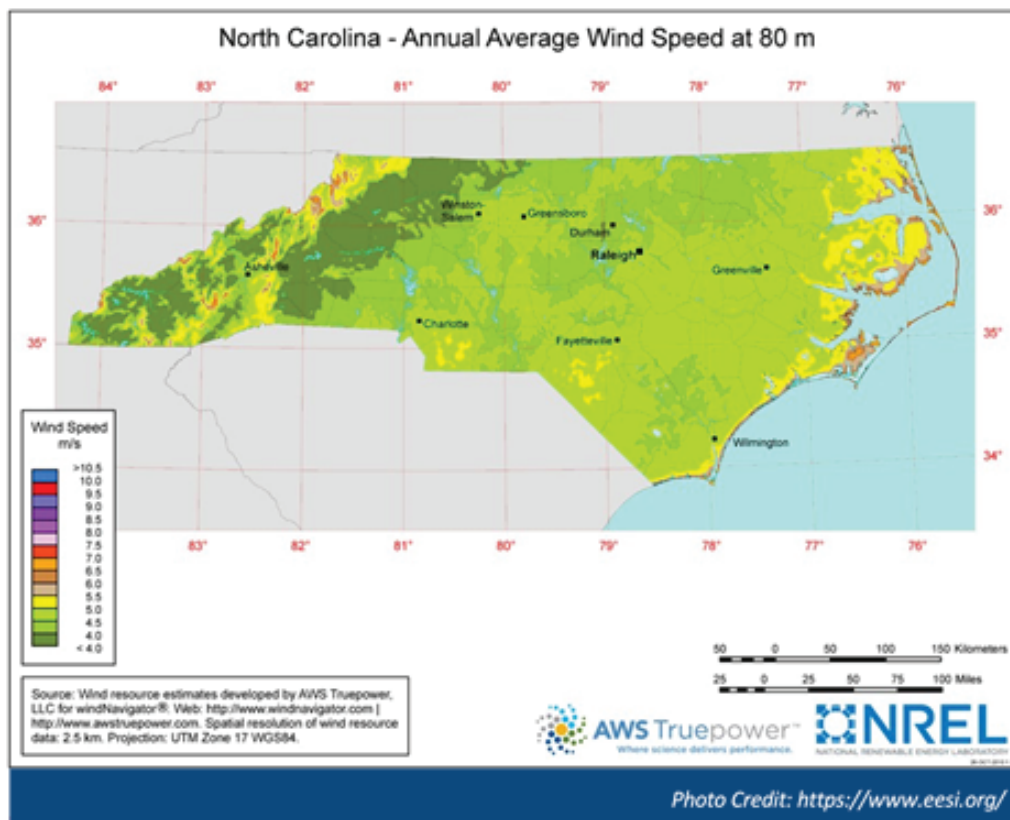 North Carolina - Annual Average Wind Speed at 80 m
84° 83° 82° 81° 80° 79° 78° 77° 76°
36° 36°
Winston-
Salem
Greensboro
Durham
Raleigh
Asheville
Greenville
Charlotte
Fayetteville
35° 35°
Wilmington
34°
83° 82° 81° 80° 79° 78° 77° 76°
Wind Speed
m/s
>10.5
10.0
9.5
9.0
8.5
8.0
7.5
7.0
6.5
6.0
5.5
5.0
4.5
4.0
< 4.0
50 0 50 100 150 Kilometers
25 0 25 50 75 100 Miles
Source: Wind resource estimates developed by AWS Truepower,
LLC for windNavigator®. Web: http://www.windnavigator.com |
http://www.awstruepower.com. Spatial resolution of wind resource
data: 2.5 km. Projection: UTM Zone 17 WGS84.
AWS Truepower™
Where science delivers performance.
NREL
NATIONAL RENEWABLE ENERGY LABORATORY
Photo Credit: https://www.eesi.org/